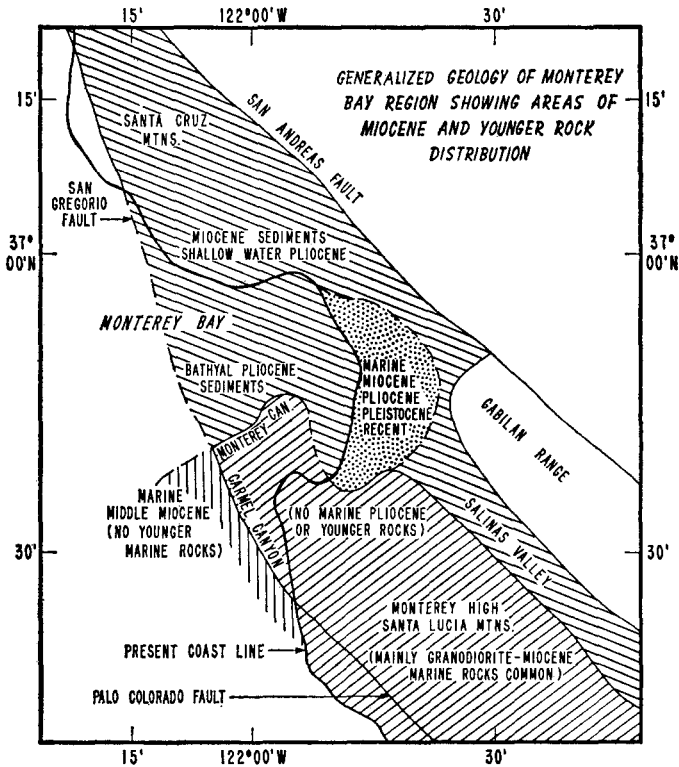 15'
122°00'W
30'
GENERALIZED GEOLOGY OF MONTEREY
BAY REGION SHOWING AREAS OF
MIOCENE AND YOUNGER ROCK
DISTRIBUTION
15'
15'
SANTA CRUZ
MTNS.
SAN ANDREAS FAULT
SAN
GREGORIO
FAULT
37°
00'N
37°
00'N
MIOCENE SEDIMENTS
SHALLOW WATER PLIOCENE
MONTEREY BAY
BATHYAL PLIOCENE
SEDIMENTS
MARINE
MIOCENE
PLIOCENE
PLEISTOCENE
RECENT
GABILAN RANGE
MONTEREY-CAN
CARMEL CANYON
MARINE
MIDDLE MIOCENE
(NO YOUNGER
MARINE ROCKS)
(NO MARINE PLIOCENE
OR YOUNGER ROCKS)
SALINAS VALLEY
30'
30'
MONTEREY HIGH
SANTA LUCIA MTNS.
(MAINLY GRANODIORITE-MIOCENE
MARINE ROCKS COMMON)
PRESENT COAST LINE
PALO COLORADO FAULT
15'
122°00'W
30'